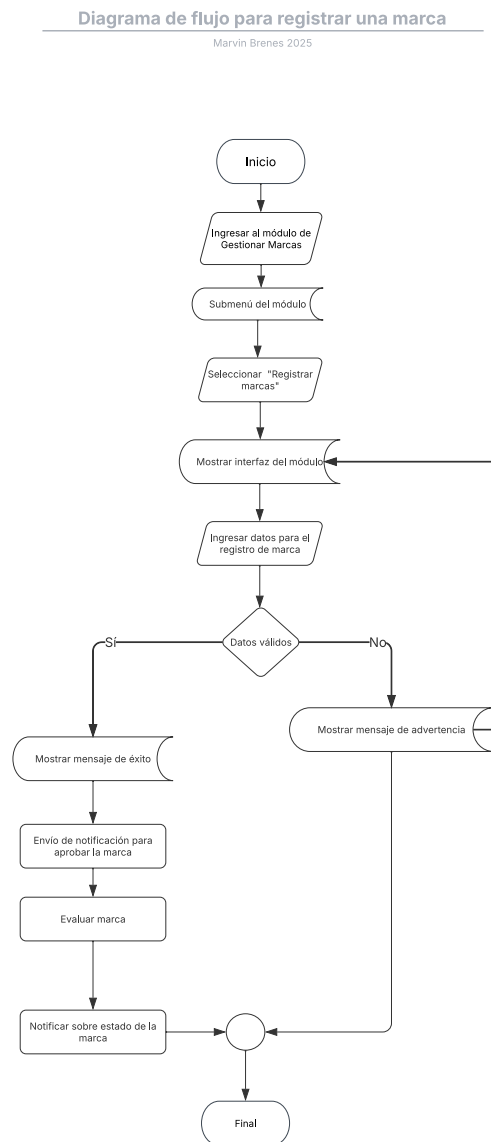 Diagrama de flujo para registrar una marca
Marvin Brenes 2025
Inicio
Ingresar al módulo de
Gestionar Marcas
Submenú del módulo
Seleccionar "Registrar
marcas"
Mostrar interfaz del módulo
Ingresar datos para el
registro de marca
Datos válidos
Sí
No
Mostrar mensaje de advertencia
Mostrar mensaje de éxito
Envío de notificación para
aprobar la marca
Evaluar marca
Notificar sobre estado de la
marca
Final